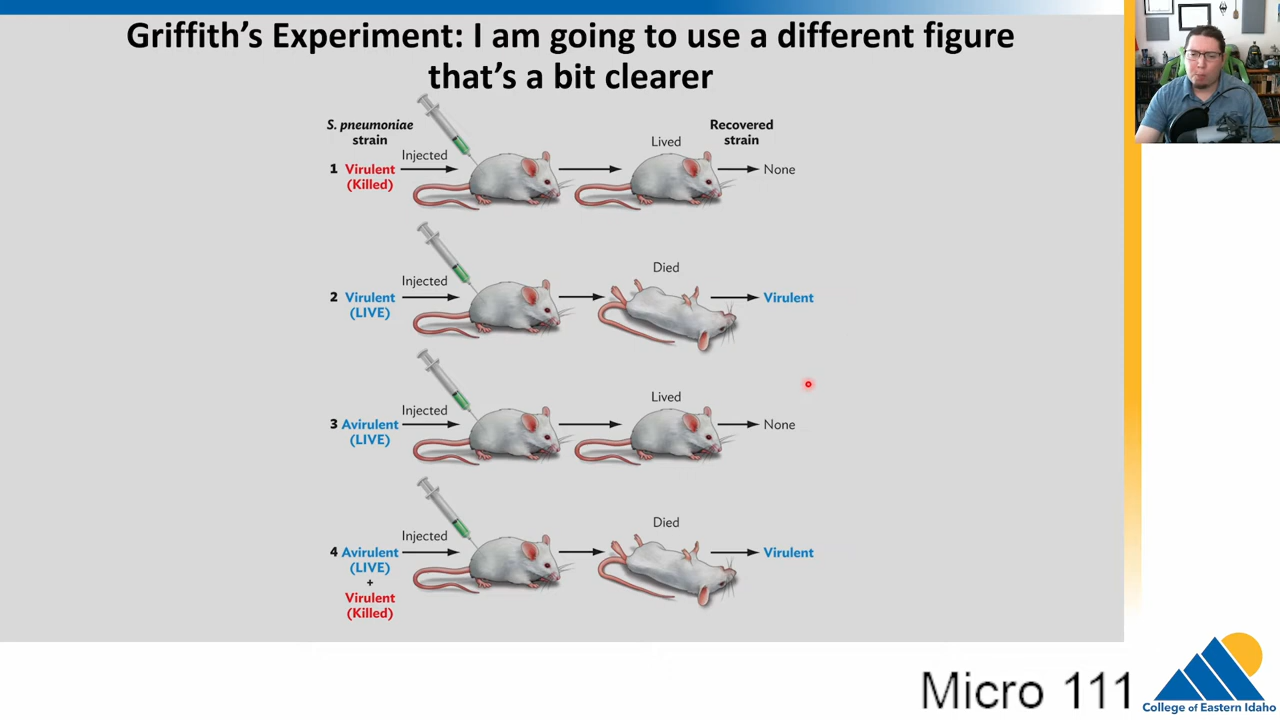 Griffith’s Experiment: I am going to use a different figure
that’s a bit clearer
S. pneumoniae
strain
Recovered
strain
1 Virulent
(Killed)
Injected
Lived
None
2 Virulent
(LIVE)
Injected
Died
Virulent
3 Avirulent
(LIVE)
Injected
Lived
None
4 Avirulent
(LIVE)
+
Virulent
(Killed)
Injected
Died
Virulent
Micro 111
College of Eastern Idaho